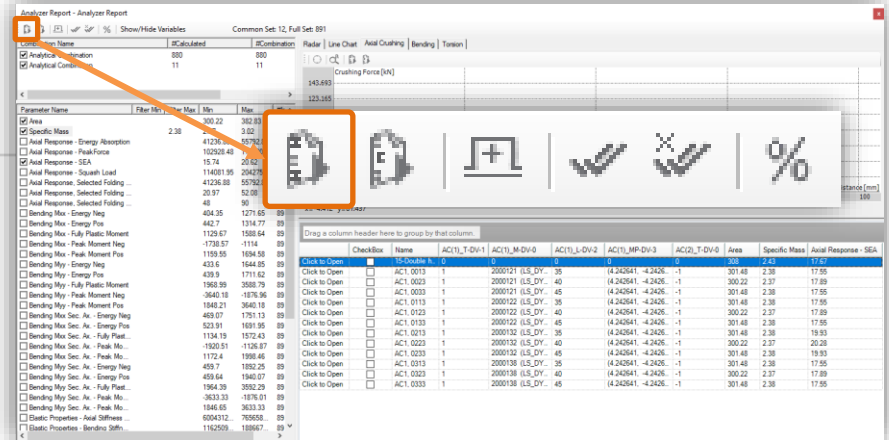 Analyzer Report - Analyzer Report
% Show/Hide Variables Common Set: 12, Full Set: 891
Name #Calculated #Combination
Analytical Combination 880 880
Analytical 11 11
Radar Line Chart Axial Crushing Bending Torsion
Crushing Force [kN]
143.693
123.165
[mm]
100
%
Parameter Name Filter Min Max Min Max
Area 300.22 382.83
Specific Mass 2.38 3.02
Axial Response - Energy Absorption 41236.88
Axial Response - PeakForce 102928.48
Axial Response - SEA 15.74 20.62
Axial Response - Squash Load 114081.95
Axial Response, Selected Folding ... 41236.88
Axial Response, Selected Folding ... 20.97 52.08
Axial Response, Selected Folding ... 48 90
Bending Mxx - Energy Neg 404.35 1271.65 89
Bending Mxx - Energy Pos 442.7 1314.77 89
Bending Mxx - Fully Plastic Moment 1129.67 1588.64 89
Bending Mxx - Peak Moment Neg -1738.57 -1114 89
Bending Mxx - Peak Moment Pos 1159.55 1694.58 89
Bending Myy - Energy Neg 433.6 1644.85 89
Bending Myy - Energy Pos 439.9 1711.62 89
Bending Myy - Fully Plastic Moment 1968.99 3588.79 89
Bending Myy - Peak Moment Neg -3640.18 -1876.96 89
Bending Myy - Peak Moment Pos 1848.21 3640.18 89
Bending Mxx Sec. Ax. - Energy Neg 469.07 1751.13 89
Bending Mxx Sec. Ax. - Energy Pos 523.91 1691.95 89
Bending Mxx Sec. Ax. - Fully Plast... 1134.19 1572.43 89
Bending Mxx Sec. Ax. - Peak Mo... -1920.51 -1126.87 89
Bending Mxx Sec. Ax. - Peak Mo... 1172.4 1998.46 89
Bending Myy Sec. Ax. - Energy Neg 459.7 1892.25 89
Bending Myy Sec. Ax. - Energy Pos 459.64 1940.07 89
Bending Myy Sec. Ax. - Fully Plast... 1964.39 3592.29 89
Bending Myy Sec. Ax. - Peak Mo... -3633.33 -1876.01 89
Bending Myy Sec. Ax. - Peak Mo... 1846.65 3633.33 89
Elastic Properties - Axial Stiffness ... 6004312... 765658... 89
Elastic Properties - Bending Stiffn... 1162509... 188667... 89
Drag a column header here to group by that column.
CheckBox Name AC(1)_T-DV-1 AC(1)_M-DV-0 AC(1)_L-DV-2 AC(1)_MP-DV-3 AC(2)_T-DV-0 Area Specific Mass Axial Response - SEA
Click to Open 15-Double h.. 0 0 0 0 0 308 2.43 17.67
Click to Open AC1, 0013 1 2000121 (LS_DY... 35 (4.242641, -4.2426... -1 301.48 2.38 17.55
Click to Open AC1, 0023 1 2000121 (LS_DY... 40 (4.242641, -4.2426... -1 300.22 2.37 17.89
Click to Open AC1, 0033 1 2000121 (LS_DY... 45 (4.242641, -4.2426... -1 301.48 2.38 17.55
Click to Open AC1, 0113 1 2000122 (LS_DY... 35 (4.242641, -4.2426... -1 301.48 2.38 17.55
Click to Open AC1, 0123 1 2000122 (LS_DY... 40 (4.242641, -4.2426... -1 300.22 2.37 17.89
Click to Open AC1, 0133 1 2000122 (LS_DY... 45 (4.242641, -4.2426... -1 301.48 2.38 17.55
Click to Open AC1, 0213 1 2000132 (LS_DY... 35 (4.242641, -4.2426... -1 301.48 2.38 19.93
Click to Open AC1, 0223 1 2000132 (LS_DY... 40 (4.242641, -4.2426... -1 300.22 2.37 20.28
Click to Open AC1, 0233 1 2000132 (LS_DY... 45 (4.242641, -4.2426... -1 301.48 2.38 19.93
Click to Open AC1, 0313 1 2000138 (LS_DY... 35 (4.242641, -4.2426... -1 301.48 2.38 17.55
Click to Open AC1, 0323 1 2000138 (LS_DY... 40 (4.242641, -4.2426... -1 300.22 2.37 17.89
Click to Open AC1, 0333 1 2000138 (LS_DY... 45 (4.242641, -4.2426... -1 301.48 2.38 17.55